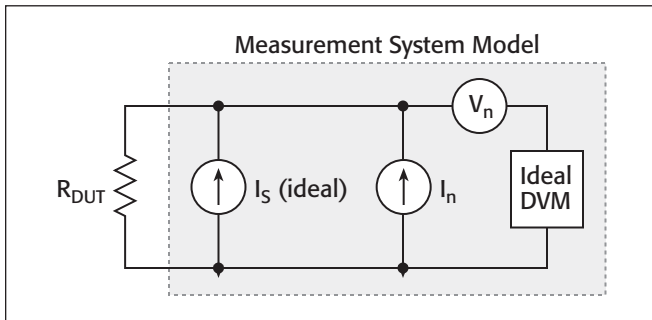 Measurement System Model
V_n
R_DUT
I_S (ideal)
I_n
Ideal
DVM